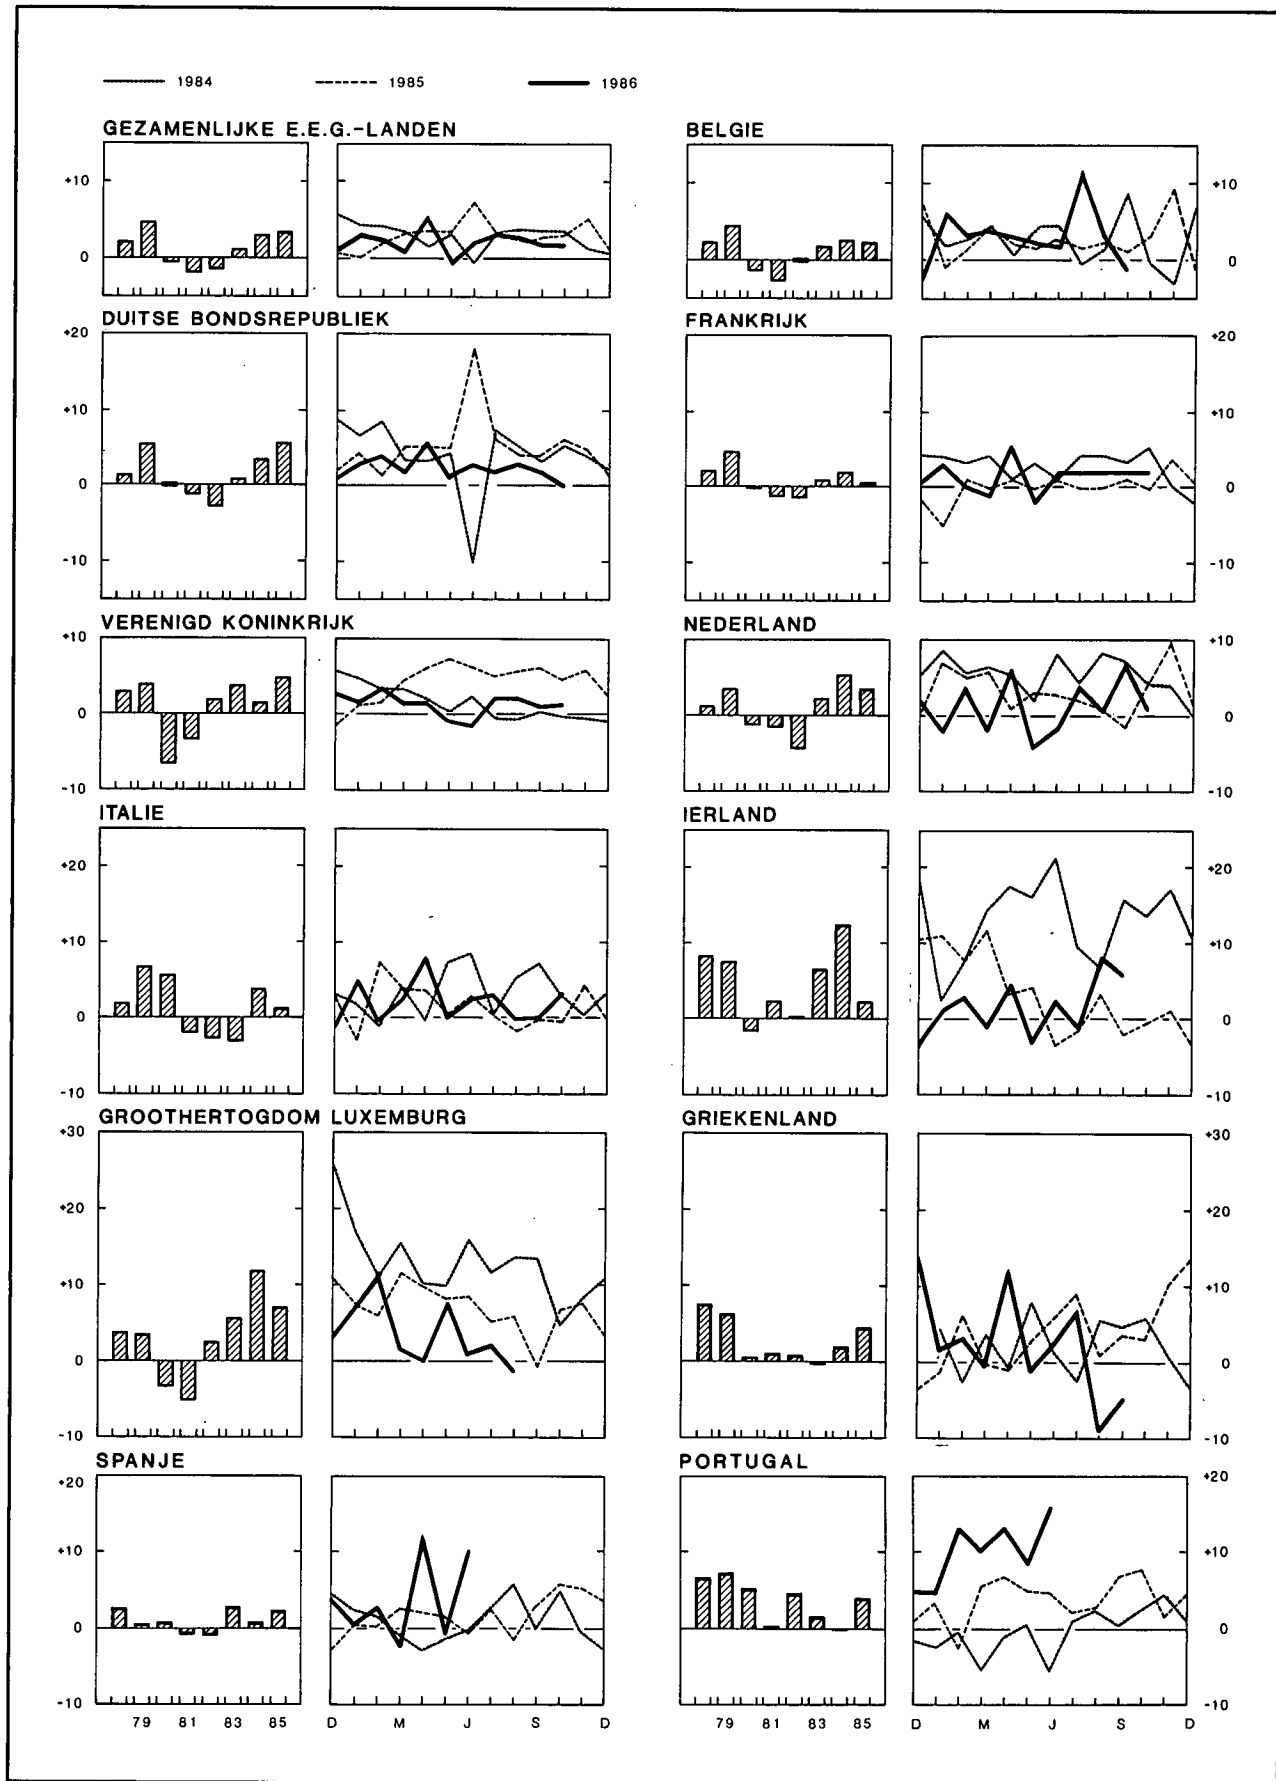 1984 1985 1986
GEZAMENLIJKE E.E.G.-LANDEN BELGIE
+10 +10
0 0
DUITSE BONDSREPUBLIEK FRANKRIJK
+20 +20
+10 +10
0 0
-10 -10
VERENIGD KONINKRIJK NEDERLAND
+10 +10
0 0
-10 -10
ITALIE IERLAND
+20 +20
+10 +10
0 0
-10 -10
GROOTHERTOGDOM LUXEMBURG GRIEKENLAND
+30 +30
+20 +20
+10 +10
0 0
-10 -10
SPANJE PORTUGAL
+20 +20
+10 +10
0 0
-10 -10
79 81 83 85 D M J S D 79 81 83 85 D M J S D